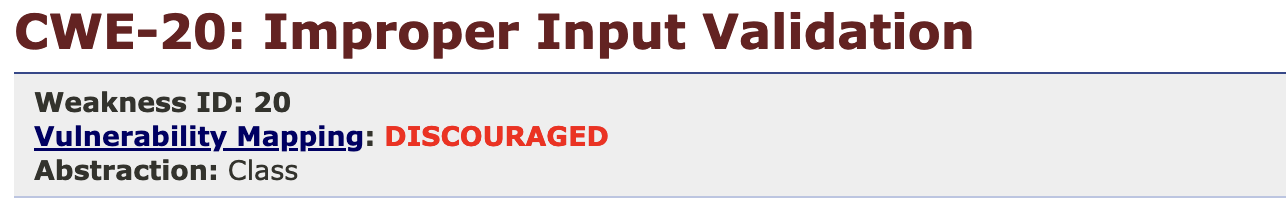 CWE-20: Improper Input Validation
Weakness ID: 20
Vulnerability Mapping: DISCOURAGED
Abstraction: Class